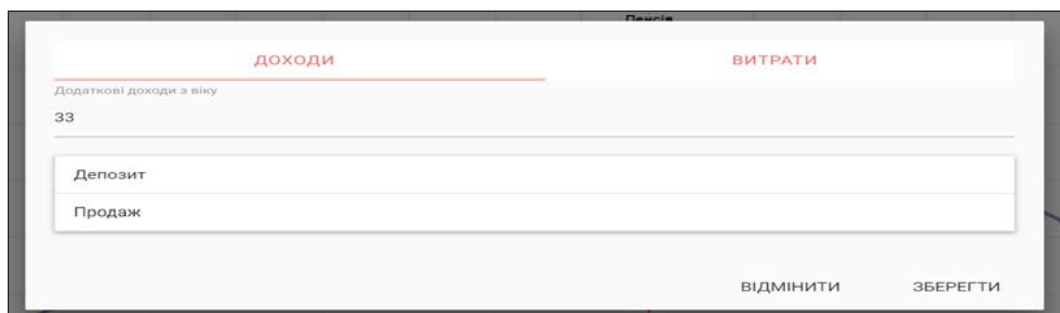 Пенсія
ДОХОДИ ВИТРАТИ
Додаткові доходи з віку
33
Депозит
Продаж
ВІДМІНИТИ ЗБЕРЕГТИ